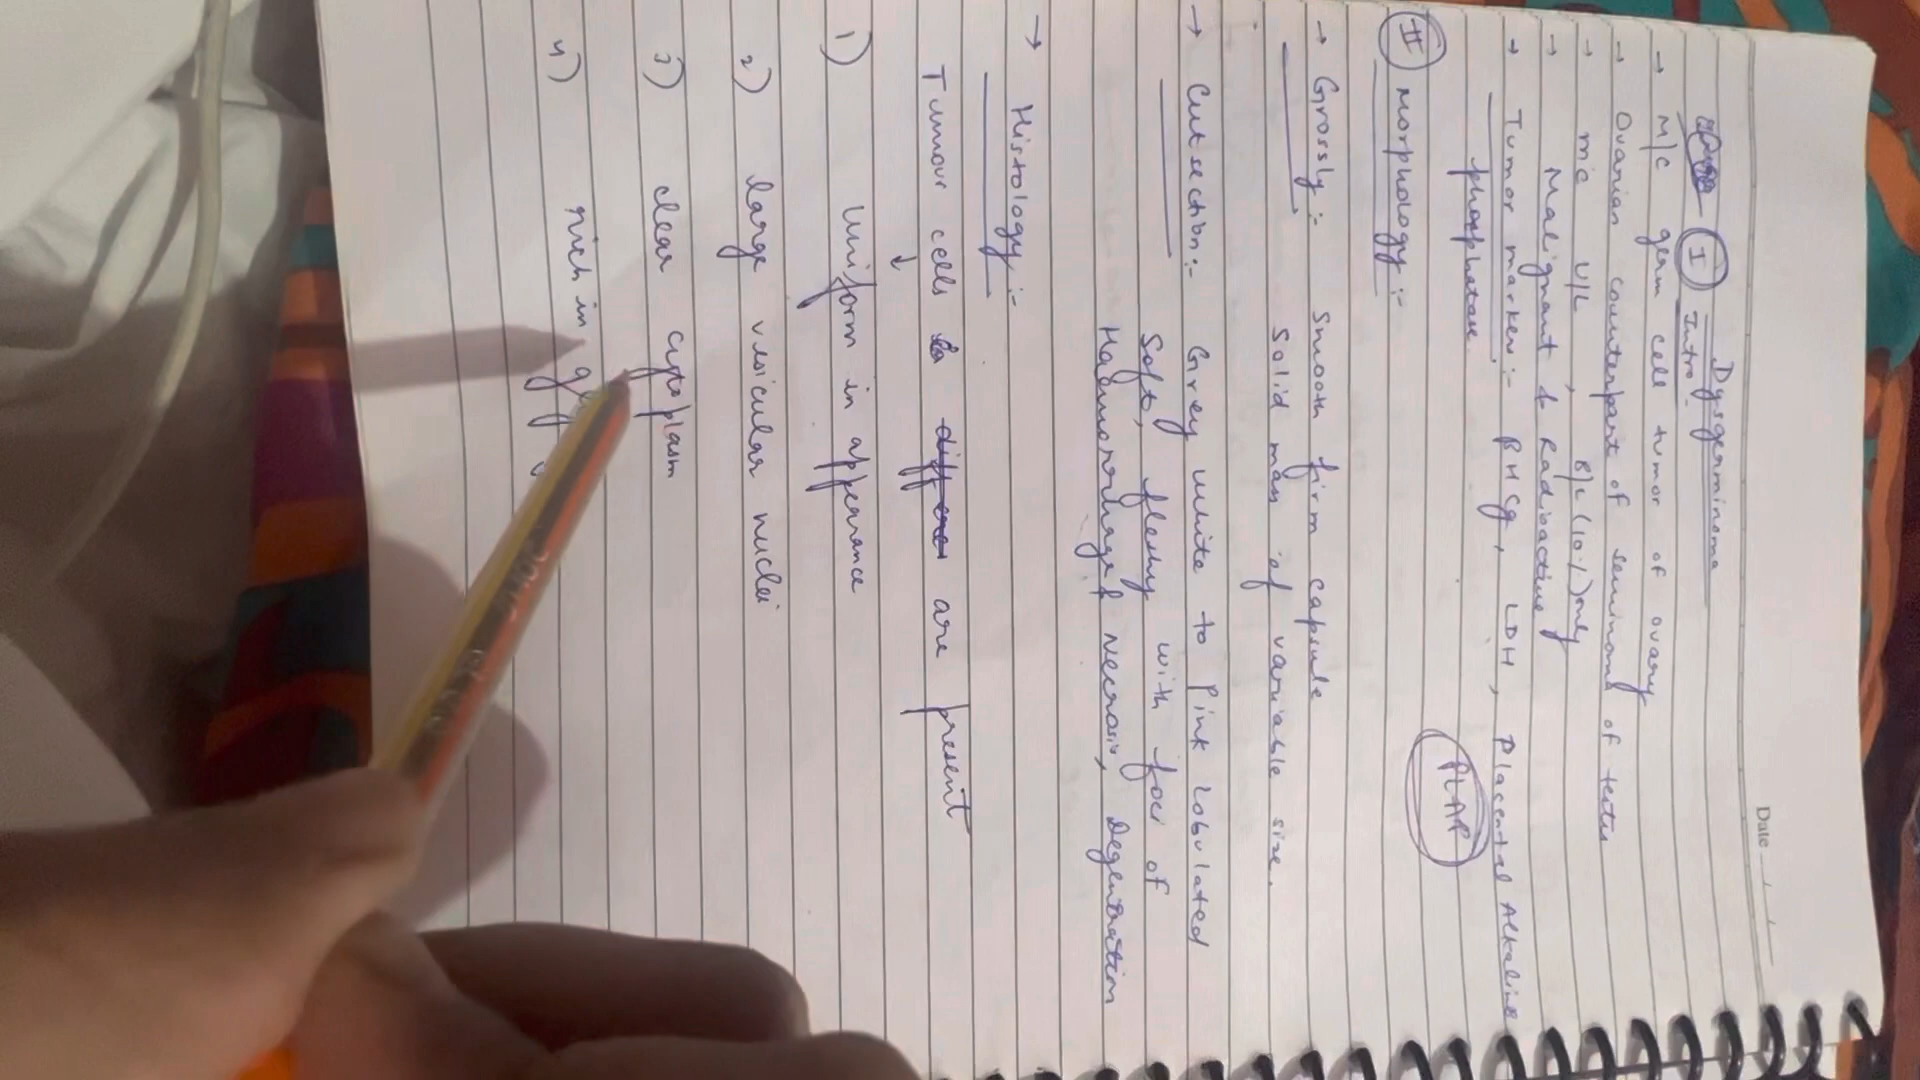 Date
Dysgerminoma
I Intro
→ M/c germ cell tumor of ovary
→ Ovarian counterpart of seminoma of testis
→ m/c U/L, B/L (10%) only
→ Malignant & Radioactive
→ Tumor markers:- βHCg, LDH, Placental Alkaline
phosphatase
PLAP
II Morphology:-
→ Grossly:- Smooth firm capsule
Solid mass of variable size.
→ Cut section:- Grey white to pink lobulated
Soft, fleshy with foci of
Haemorrhage & necrosis, Degeneration
→ Histology:-
Tumour cells are present
↓
1) Uniform in appearance
2) large vesicular nuclei
3) clear cytoplasm
4) rich in